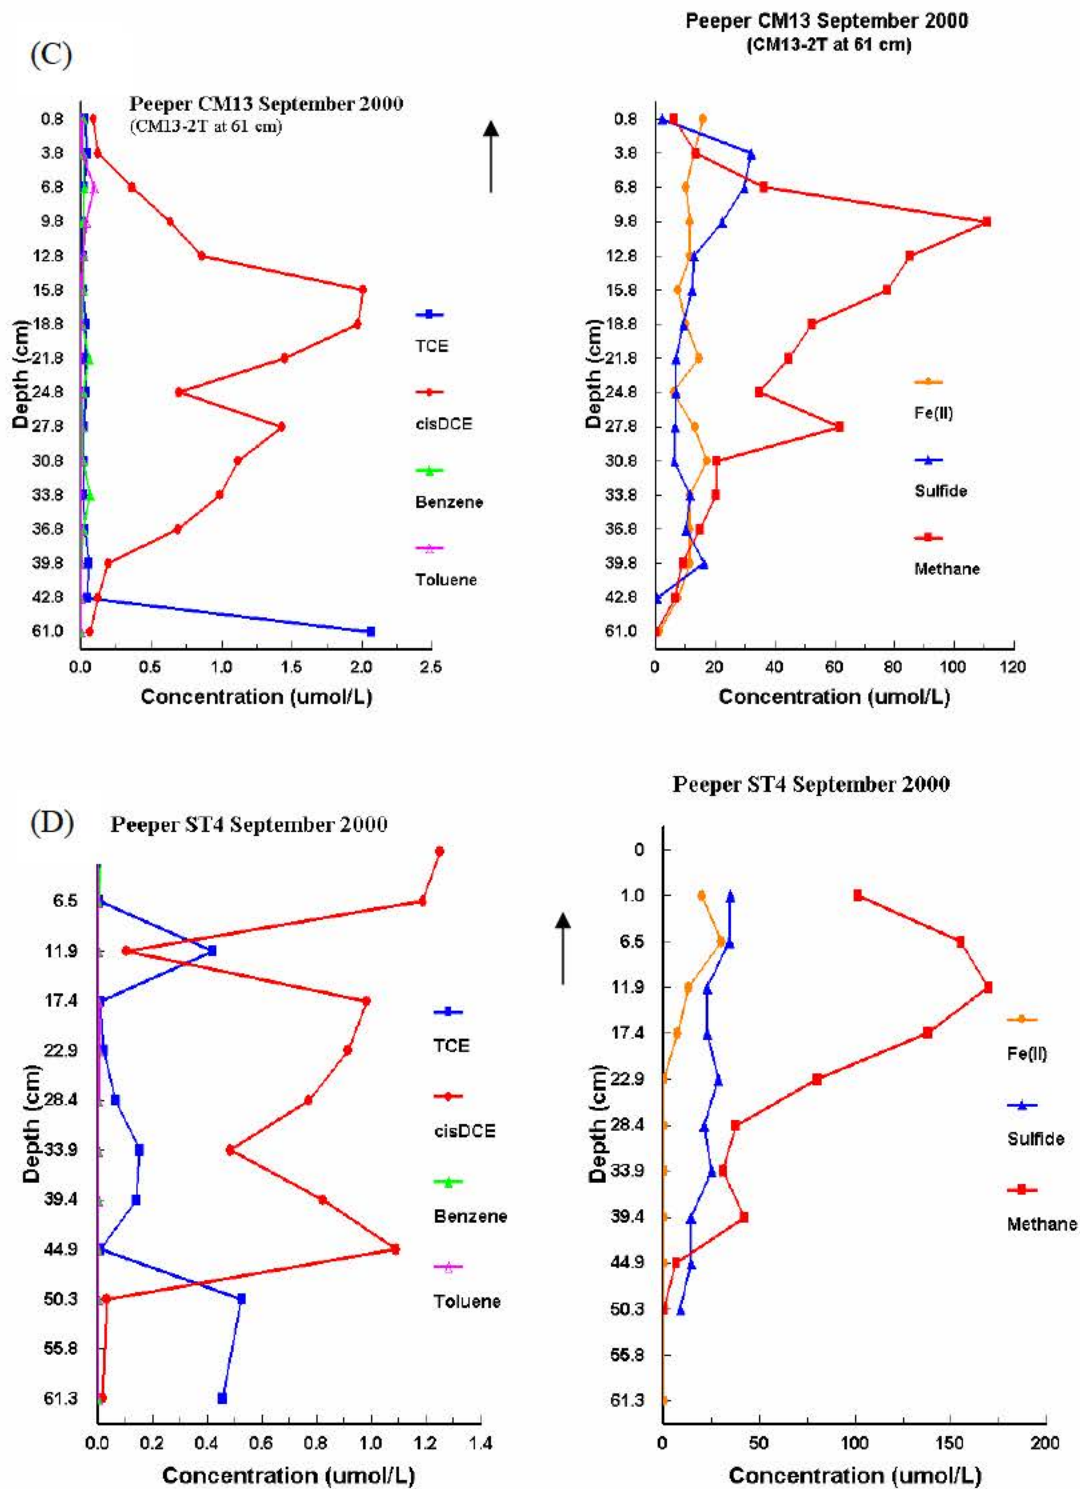 (C)
Peeper CM13 September 2000
(CM13-2T at 61 cm)
Depth (cm)
0.8
3.8
6.8
9.8
12.8
15.8
18.8
21.8
24.8
27.8
30.8
33.8
36.8
39.8
42.8
61.0
0.0 0.5 1.0 1.5 2.0 2.5
Concentration (umol/L)
TCE
cisDCE
Benzene
Toluene
Peeper CM13 September 2000
(CM13-2T at 61 cm)
Depth (cm)
0.8
3.8
6.8
9.8
12.8
15.8
18.8
21.8
24.8
27.8
30.8
33.8
36.8
39.8
42.8
61.0
0 20 40 60 80 100 120
Concentration (umol/L)
Fe(II)
Sulfide
Methane
(D)
Peeper ST4 September 2000
Depth (cm)
6.5
11.9
17.4
22.9
28.4
33.9
39.4
44.9
50.3
55.8
61.3
0.0 0.2 0.4 0.6 0.8 1.0 1.2 1.4
Concentration (umol/L)
TCE
cisDCE
Benzene
Toluene
Peeper ST4 September 2000
Depth (cm)
0
1.0
6.5
11.9
17.4
22.9
28.4
33.9
39.4
44.9
50.3
55.8
61.3
0 50 100 150 200
Concentration (umol/L)
Fe(II)
Sulfide
Methane